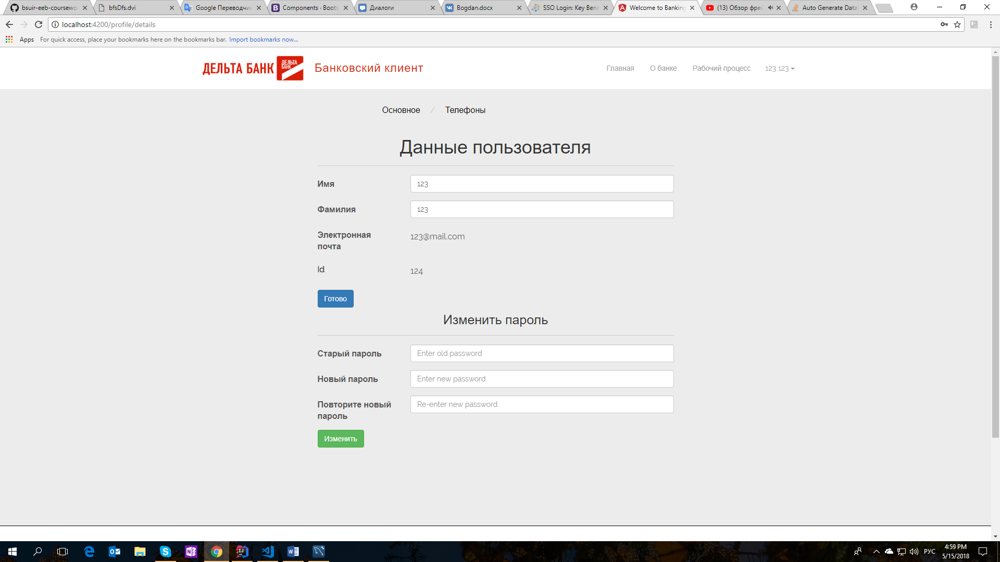 bsuir-eeb-coursewo
bfsDfs.dvi
Google Переводчик
Components · Boots
Диалоги
Bogdan.docx
SSO Login: Key Bene
Welcome to Banking
(13) Обзор фрей
Auto Generate Data
localhost:4200/profile/details
Apps
For quick access, place your bookmarks here on the bookmarks bar. Import bookmarks now...
ДЕЛЬТА БАНК
ДЕЛЬТА
БАНК
Банковский клиент
Главная
О банке
Рабочий процесс
123 123
Основное / Телефоны
Данные пользователя
Имя
123
Фамилия
123
Электронная
почта
123@mail.com
Id
124
Готово
Изменить пароль
Старый пароль
Enter old password
Новый пароль
Enter new password
Повторите новый
пароль
Re-enter new password
Изменить
РУС
4:59 PM
5/15/2018